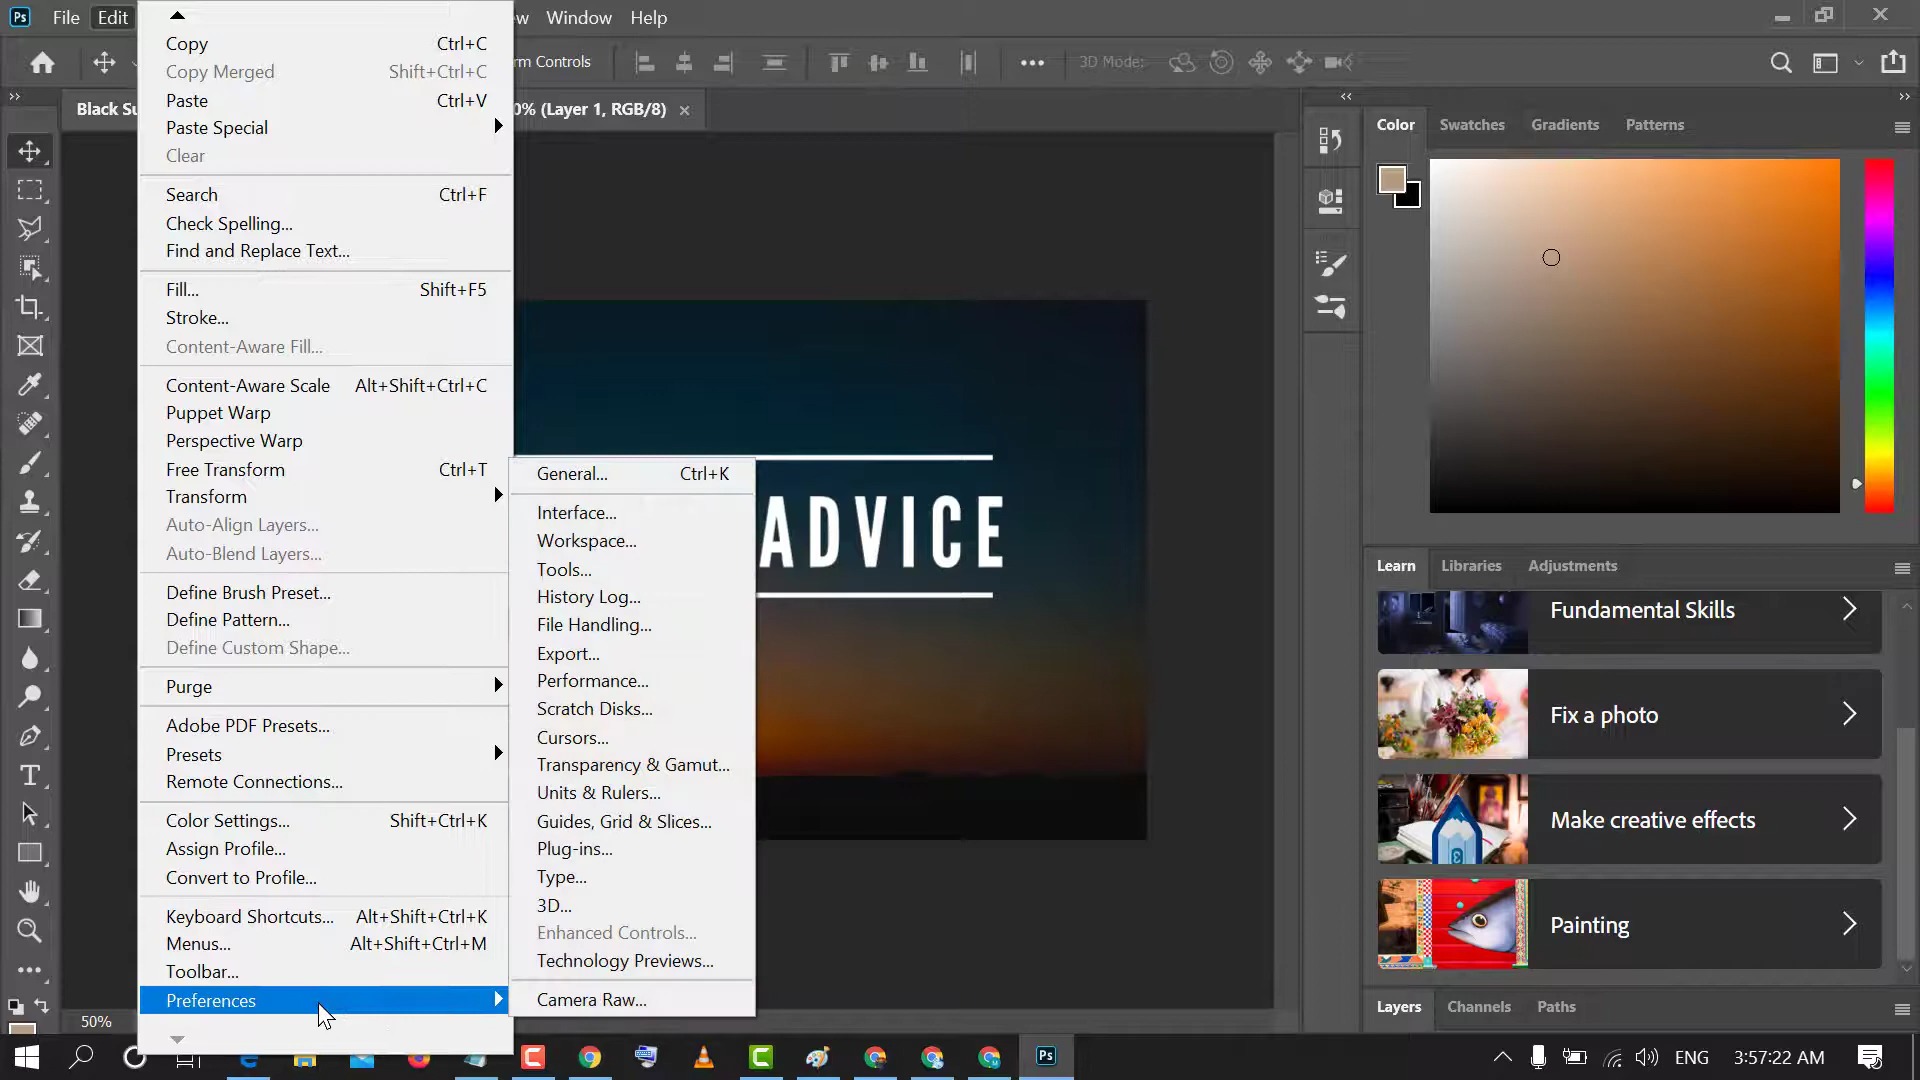 Ps File Edit ew Window Help
rm Controls 3D Mode:
Black Su 0% (Layer 1, RGB/8)
Copy Ctrl+C
Copy Merged Shift+Ctrl+C
Paste Ctrl+V
Paste Special
Clear
Search Ctrl+F
Check Spelling...
Find and Replace Text...
Fill... Shift+F5
Stroke...
Content-Aware Fill...
Content-Aware Scale Alt+Shift+Ctrl+C
Puppet Warp
Perspective Warp
Free Transform Ctrl+T
Transform
Auto-Align Layers...
Auto-Blend Layers...
Define Brush Preset...
Define Pattern...
Define Custom Shape...
Purge
Adobe PDF Presets...
Presets
Remote Connections...
Color Settings... Shift+Ctrl+K
Assign Profile...
Convert to Profile...
Keyboard Shortcuts... Alt+Shift+Ctrl+K
Menus... Alt+Shift+Ctrl+M
Toolbar...
Preferences
General... Ctrl+K
Interface...
Workspace...
Tools...
History Log...
File Handling...
Export...
Performance...
Scratch Disks...
Cursors...
Transparency & Gamut...
Units & Rulers...
Guides, Grid & Slices...
Plug-ins...
Type...
3D...
Enhanced Controls...
Technology Previews...
Camera Raw...
ADVICE
Color Swatches Gradients Patterns
Learn Libraries Adjustments
Fundamental Skills
Fix a photo
Make creative effects
Painting
Layers Channels Paths
50%
Ps ENG 3:57:22 AM